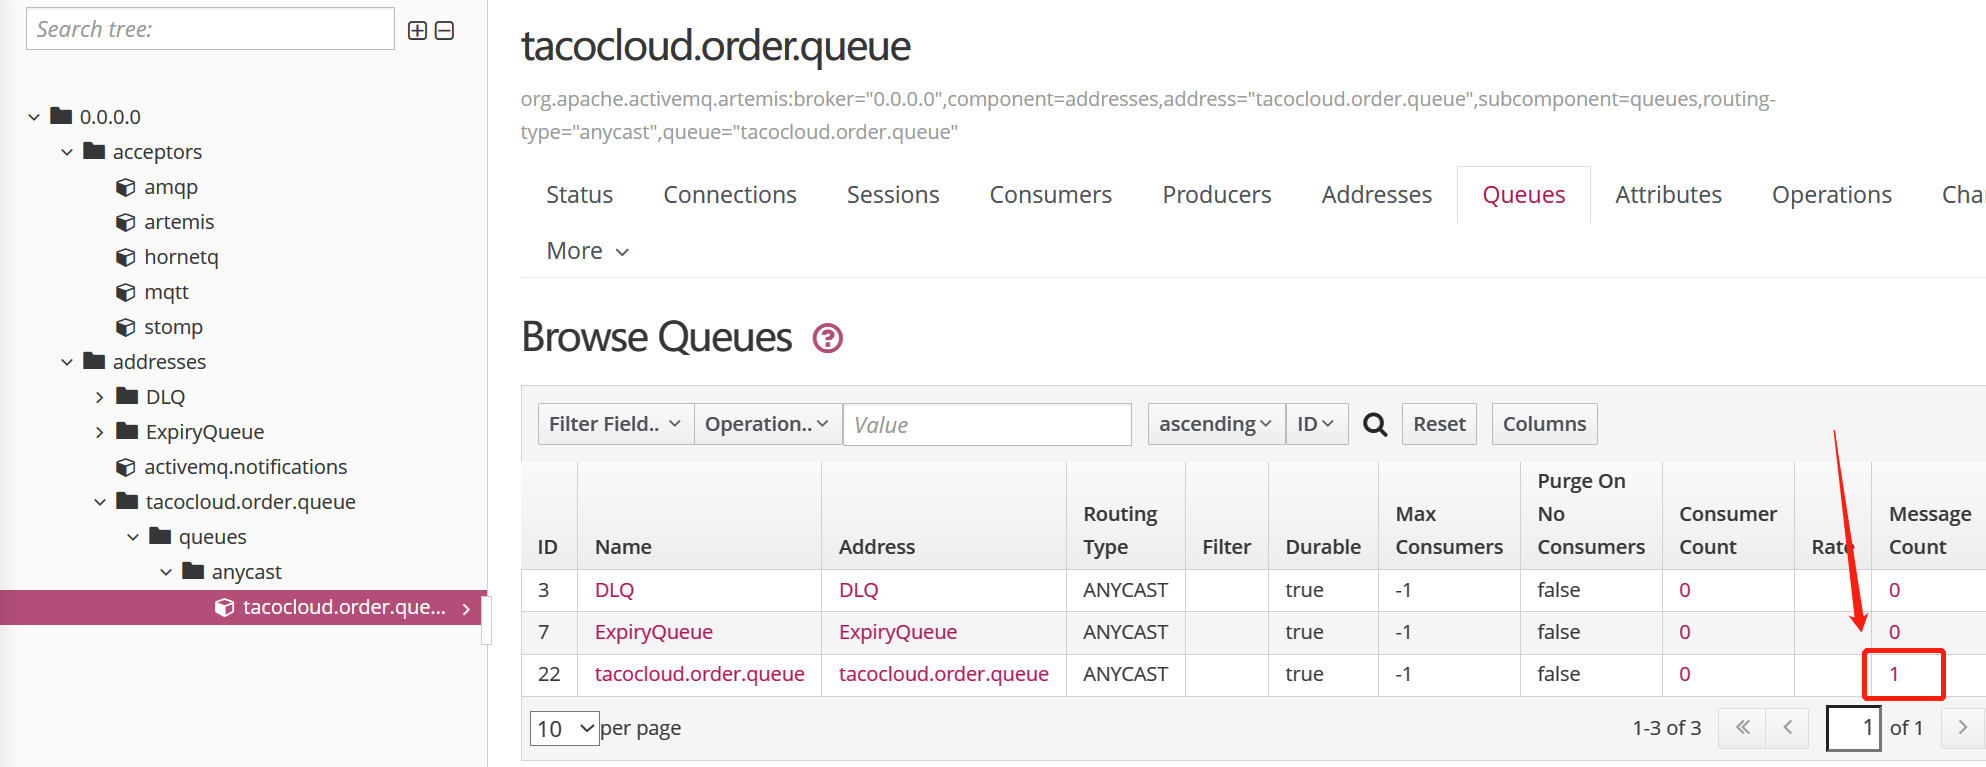 Search tree:
0.0.0.0
acceptors
amqp
artemis
hornetq
mqtt
stomp
addresses
DLQ
ExpiryQueue
activemq.notifications
tacocloud.order.queue
queues
anycast
tacocloud.order.que...
tacocloud.order.queue
org.apache.activemq.artemis:broker="0.0.0.0",component=addresses,address="tacocloud.order.queue",subcomponent=queues,routing-
type="anycast",queue="tacocloud.order.queue"
Status Connections Sessions Consumers Producers Addresses Queues Attributes Operations Cha
More
Browse Queues ?
Filter Field.. Operation.. Value ascending ID Reset Columns
ID Name Address Routing Type Filter Durable Max Consumers Purge On No Consumers Consumer Count Rate Message Count
3 DLQ DLQ ANYCAST true -1 false 0 0
7 ExpiryQueue ExpiryQueue ANYCAST true -1 false 0 0
22 tacocloud.order.queue tacocloud.order.queue ANYCAST true -1 false 0 1
10 per page 1-3 of 3 1 of 1